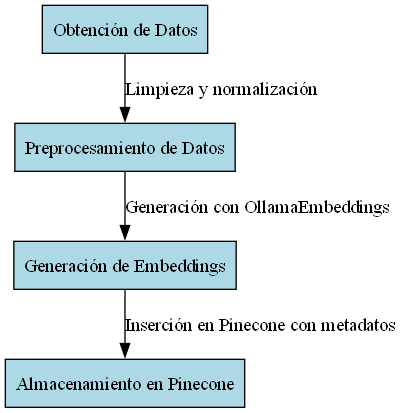 Obtención de Datos
Limpieza y normalización
Preprocesamiento de Datos
Generación con OllamaEmbeddings
Generación de Embeddings
Inserción en Pinecone con metadatos
Almacenamiento en Pinecone